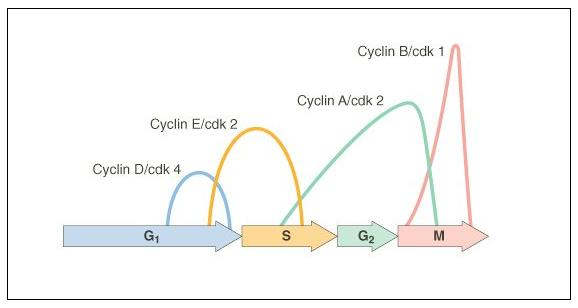 Cyclin B/cdk 1
Cyclin A/cdk 2
Cyclin E/cdk 2
Cyclin D/cdk 4
G₁
S
G₂
M